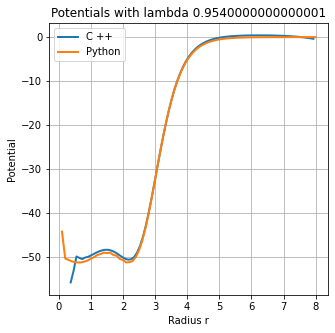 Potentials with lambda 0.9540000000000001
C ++
Python
0
−10
−20
−30
−40
−50
Potential
0 1 2 3 4 5 6 7 8
Radius r